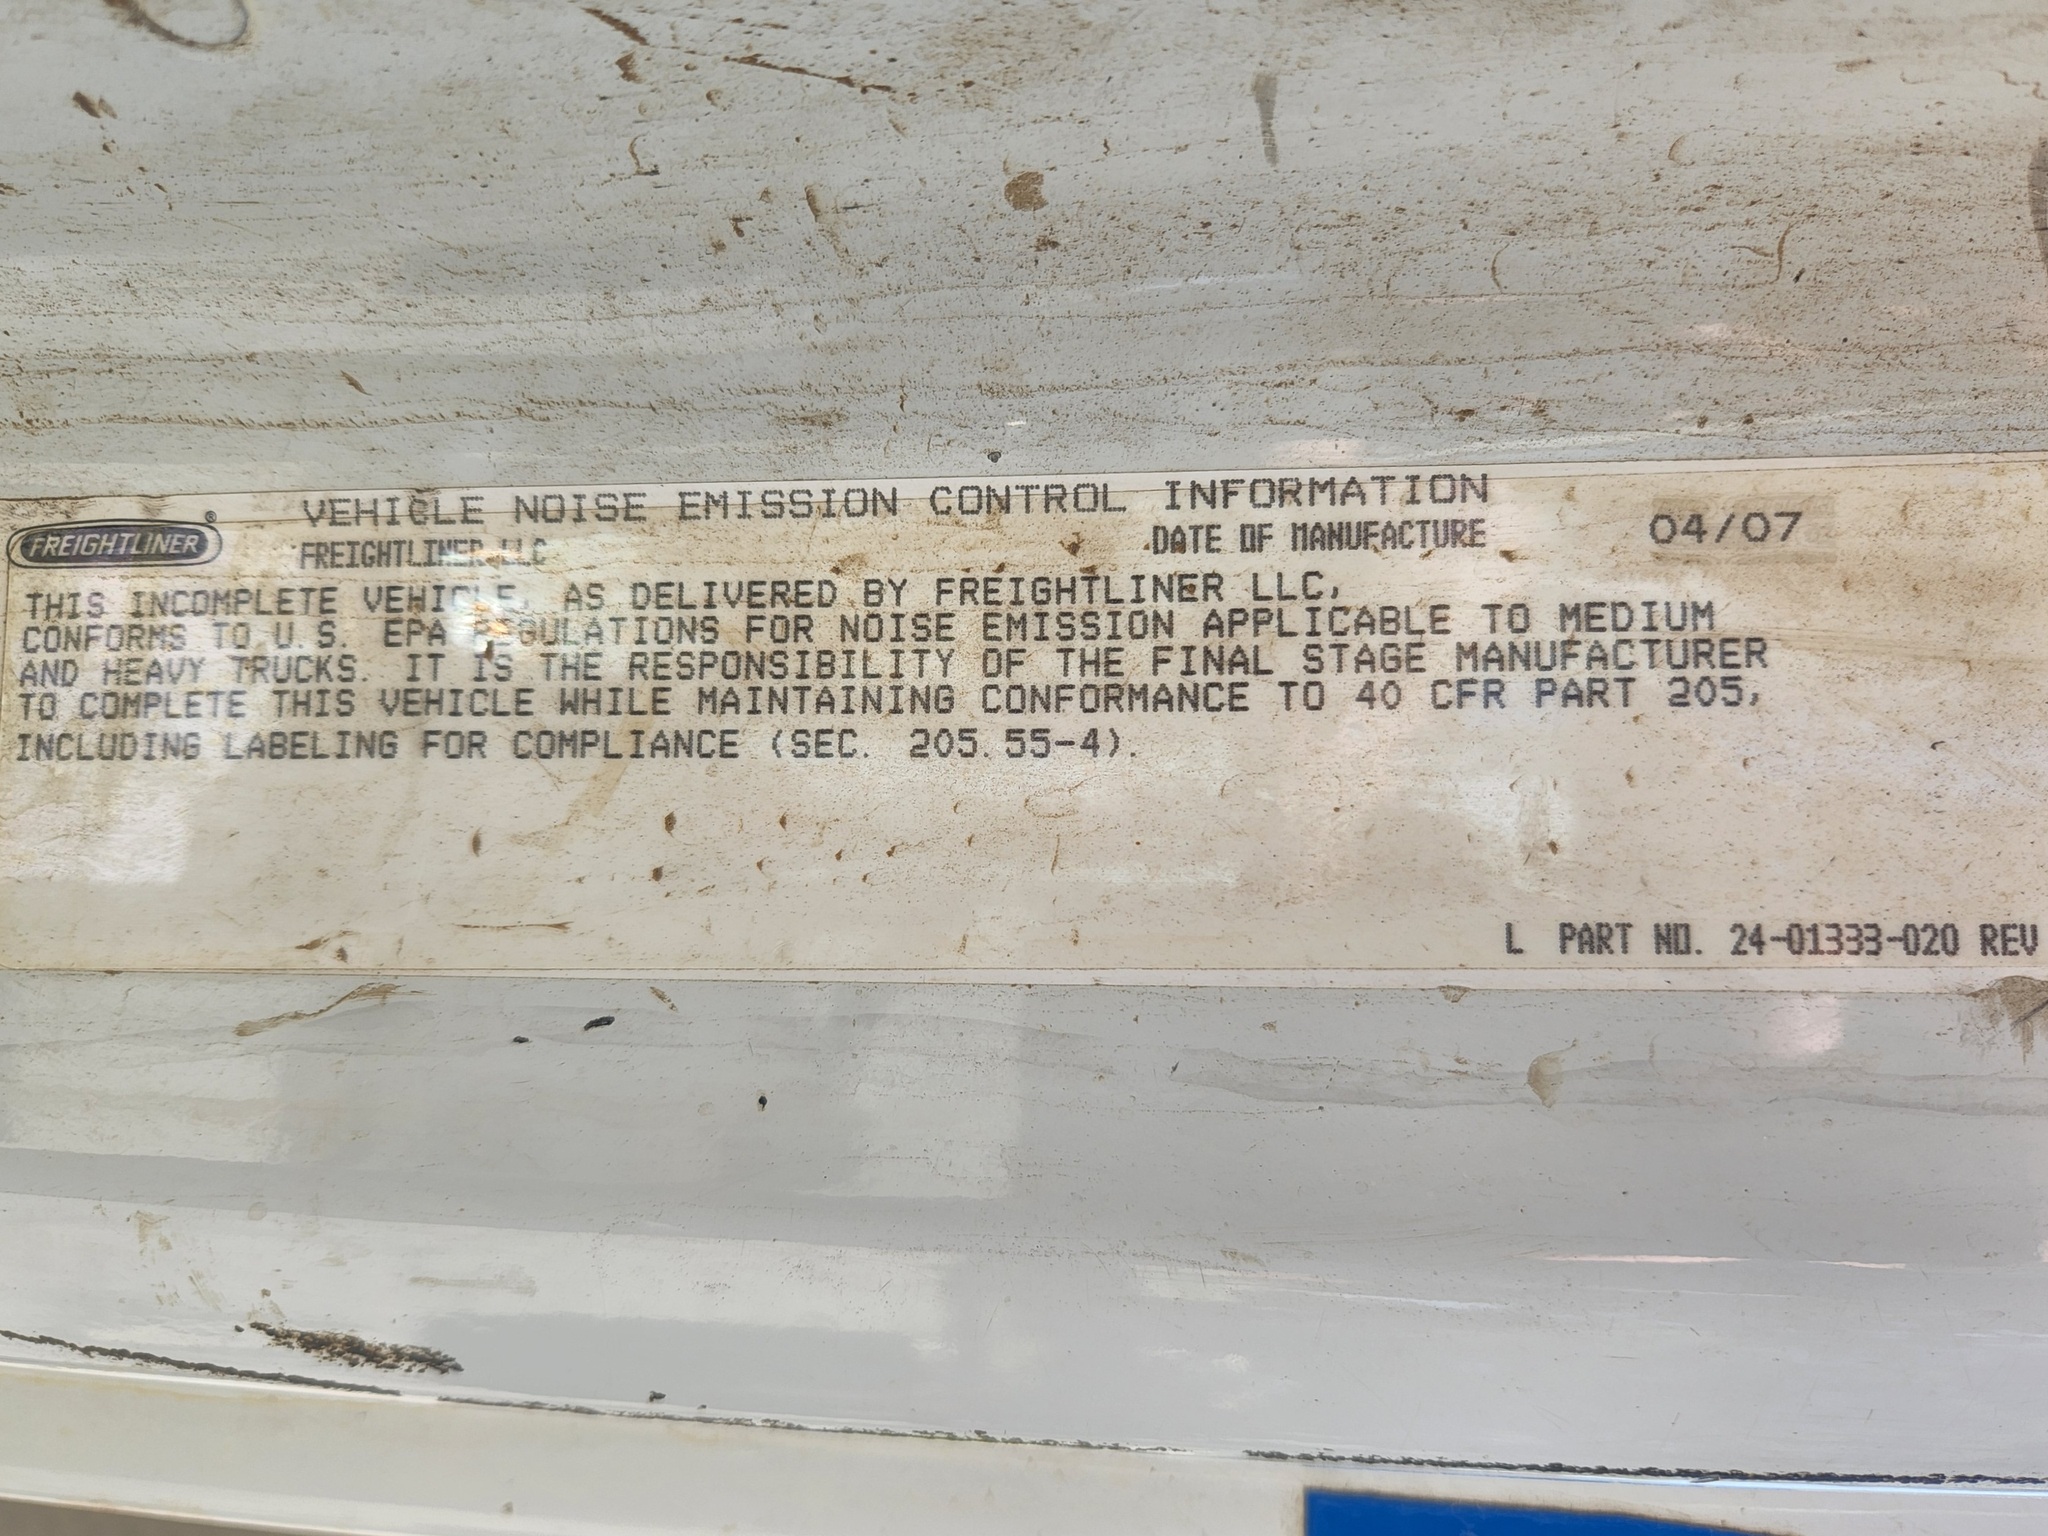 VEHICLE NOISE EMISSION CONTROL INFORMATION
FREIGHTLINER®
FREIGHTLINER LLC
DATE OF MANUFACTURE 04/07
THIS INCOMPLETE VEHICLE, AS DELIVERED BY FREIGHTLINER LLC,
CONFORMS TO U.S. EPA REGULATIONS FOR NOISE EMISSION APPLICABLE TO MEDIUM
AND HEAVY TRUCKS. IT IS THE RESPONSIBILITY OF THE FINAL STAGE MANUFACTURER
TO COMPLETE THIS VEHICLE WHILE MAINTAINING CONFORMANCE TO 40 CFR PART 205,
INCLUDING LABELING FOR COMPLIANCE (SEC. 205.55-4).
L PART NO. 24-01333-020 REV